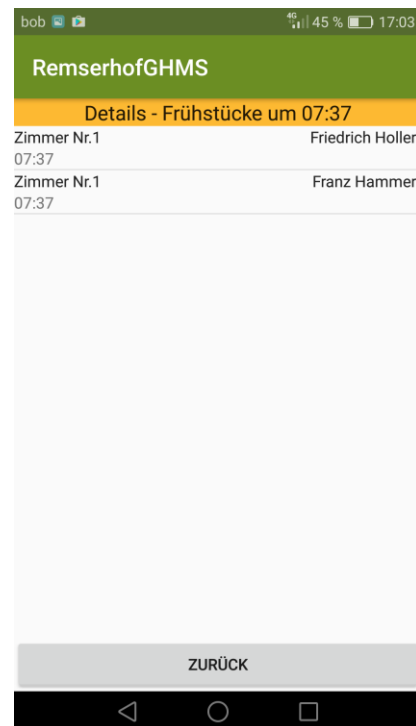 bob 4G 45 % 17:03
RemserhofGHMS
Details - Frühstücke um 07:37
Zimmer Nr.1 Friedrich Holler
07:37
Zimmer Nr.1 Franz Hammer
07:37
ZURÜCK